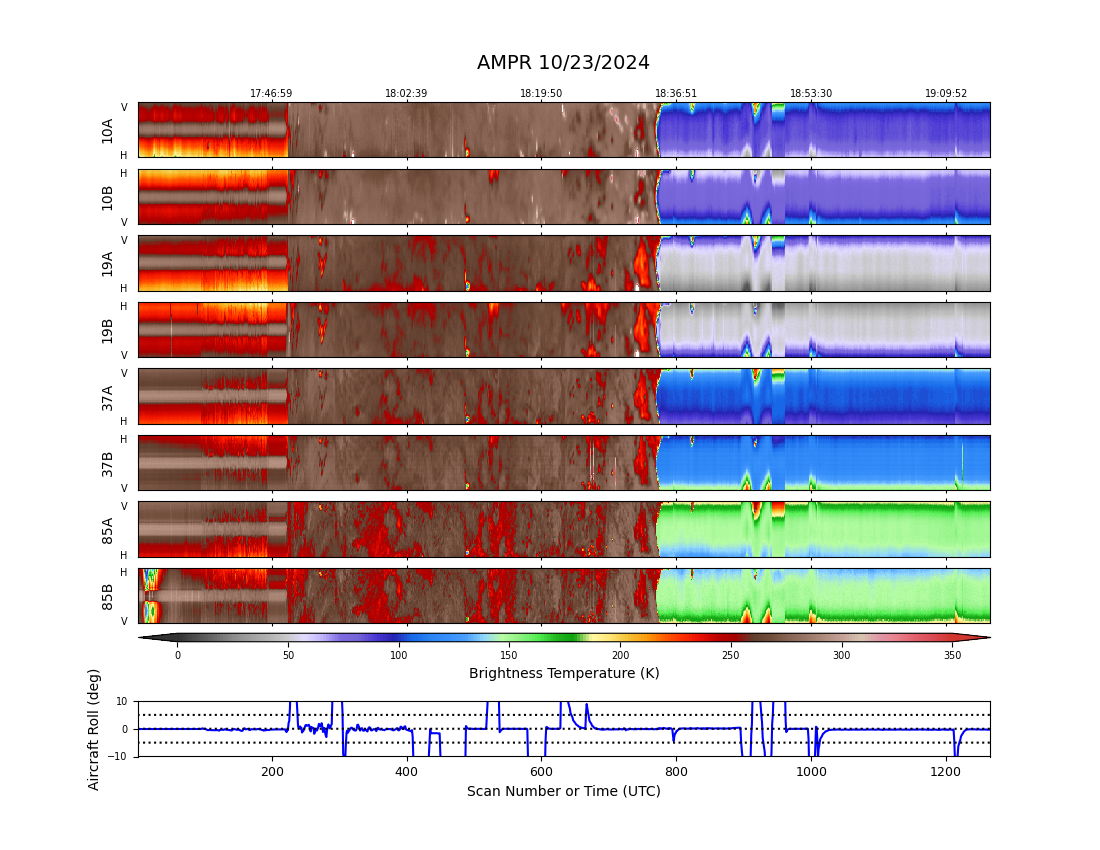 AMPR 10/23/2024
17:46:59 18:02:39 18:19:50 18:36:51 18:53:30 19:09:52
V
10A
H
H
10B
V
V
19A
H
H
19B
V
V
37A
H
H
37B
V
V
85A
H
H
85B
V
0 50 100 150 200 250 300 350
Brightness Temperature (K)
Aircraft Roll (deg)
10
0
−10
200 400 600 800 1000 1200
Scan Number or Time (UTC)